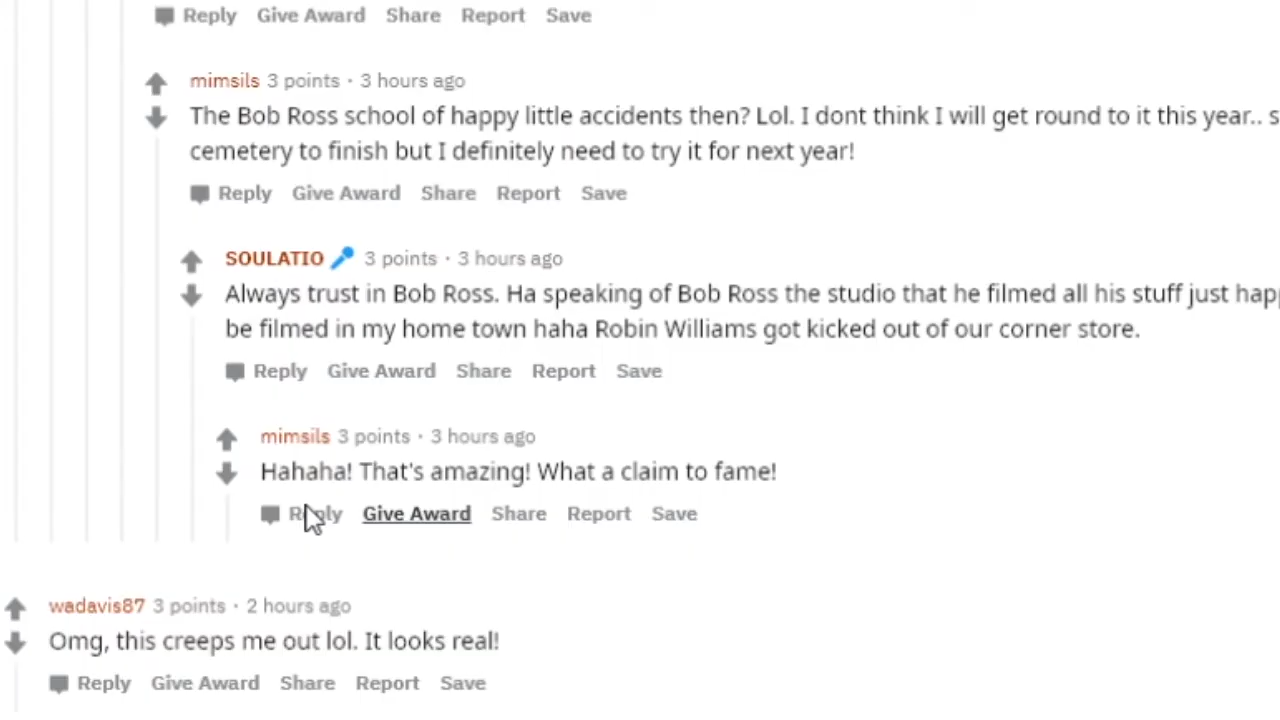 Reply Give Award Share Report Save
mimsils 3 points · 3 hours ago
The Bob Ross school of happy little accidents then? Lol. I dont think I will get round to it this year..
cemetery to finish but I definitely need to try it for next year!
Reply Give Award Share Report Save
SOULATIO 3 points · 3 hours ago
Always trust in Bob Ross. Ha speaking of Bob Ross the studio that he filmed all his stuff just
be filmed in my home town haha Robin Williams got kicked out of our corner store.
Reply Give Award Share Report Save
mimsils 3 points · 3 hours ago
Hahaha! That's amazing! What a claim to fame!
Reply Give Award Share Report Save
wadavis87 3 points · 2 hours ago
Omg, this creeps me out lol. It looks real!
Reply Give Award Share Report Save